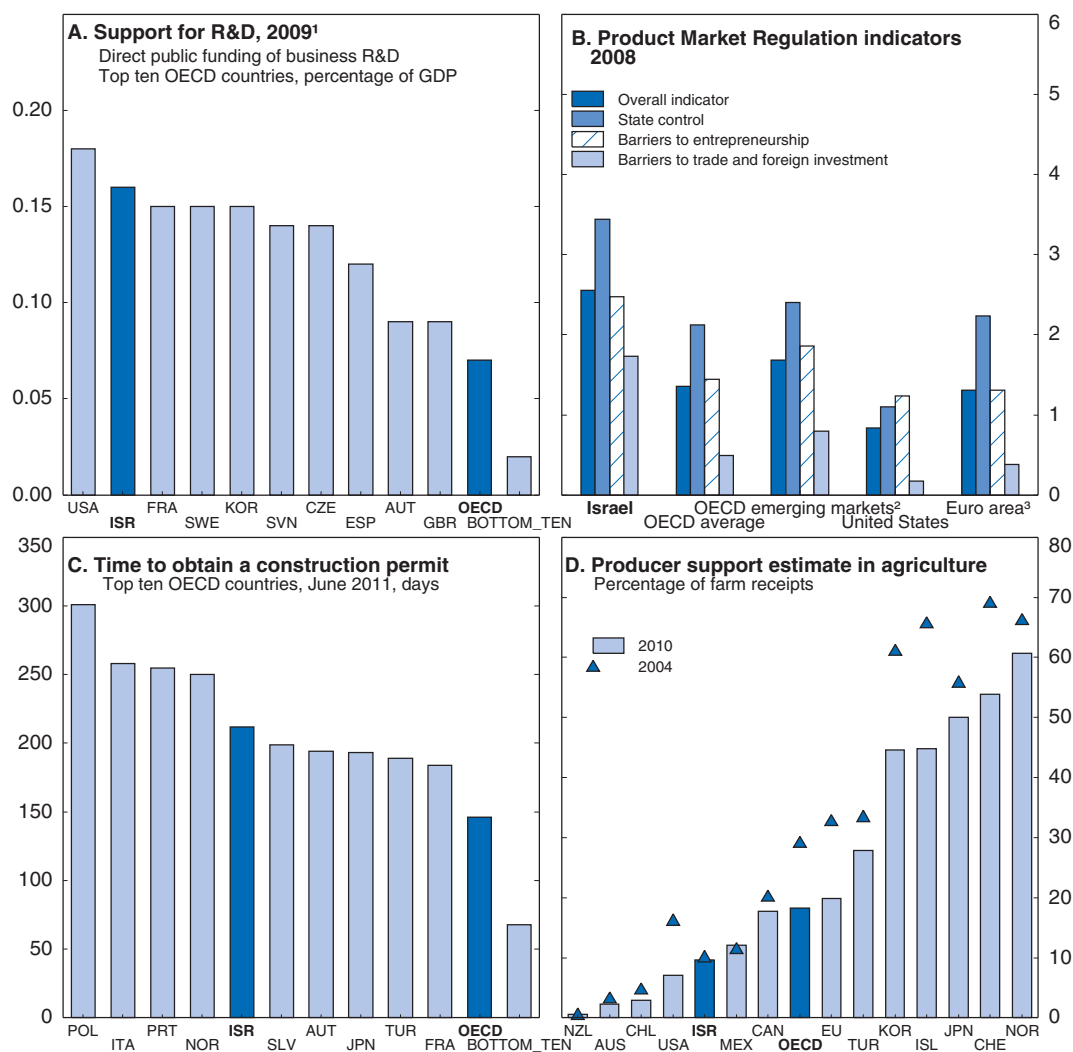 A. Support for R&D, 2009¹
Direct public funding of business R&D
Top ten OECD countries, percentage of GDP
0.20
0.15
0.10
0.05
0.00
USA FRA KOR CZE AUT OECD
ISR SWE SVN ESP GBR BOTTOM_TEN
B. Product Market Regulation indicators
2008
Overall indicator
State control
Barriers to entrepreneurship
Barriers to trade and foreign investment
6
5
4
3
2
1
0
Israel OECD emerging markets² Euro area³
OECD average United States
C. Time to obtain a construction permit
Top ten OECD countries, June 2011, days
350
300
250
200
150
100
50
0
POL PRT ISR AUT TUR OECD
ITA NOR SLV JPN FRA BOTTOM_TEN
D. Producer support estimate in agriculture
Percentage of farm receipts
2010
2004
80
70
60
50
40
30
20
10
0
NZL CHL ISR CAN EU KOR JPN NOR
AUS USA MEX OECD TUR ISL CHE